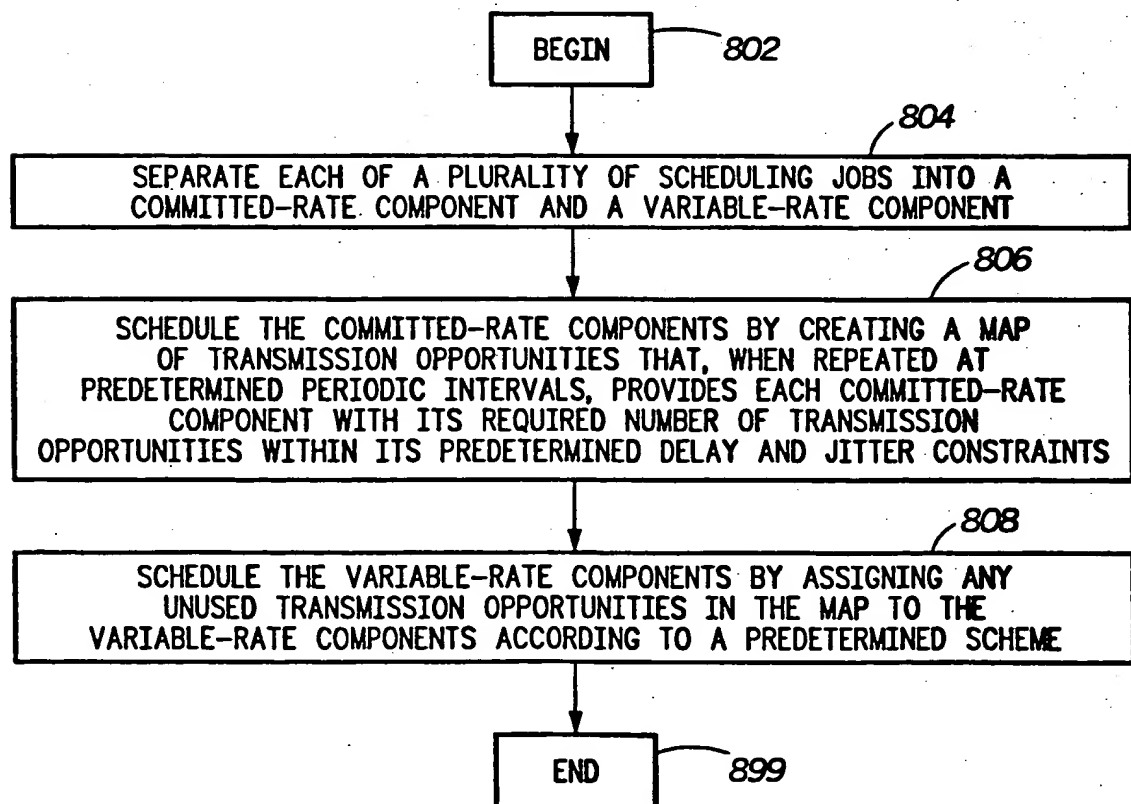 BEGIN
802
804
SEPARATE EACH OF A PLURALITY OF SCHEDULING JOBS INTO A
COMMITTED-RATE COMPONENT AND A VARIABLE-RATE COMPONENT
806
SCHEDULE THE COMMITTED-RATE COMPONENTS BY CREATING A MAP
OF TRANSMISSION OPPORTUNITIES THAT, WHEN REPEATED AT
PREDETERMINED PERIODIC INTERVALS, PROVIDES EACH COMMITTED-RATE
COMPONENT WITH ITS REQUIRED NUMBER OF TRANSMISSION
OPPORTUNITIES WITHIN ITS PREDETERMINED DELAY AND JITTER CONSTRAINTS
808
SCHEDULE THE VARIABLE-RATE COMPONENTS BY ASSIGNING ANY
UNUSED TRANSMISSION OPPORTUNITIES IN THE MAP TO THE
VARIABLE-RATE COMPONENTS ACCORDING TO A PREDETERMINED SCHEME
END
899